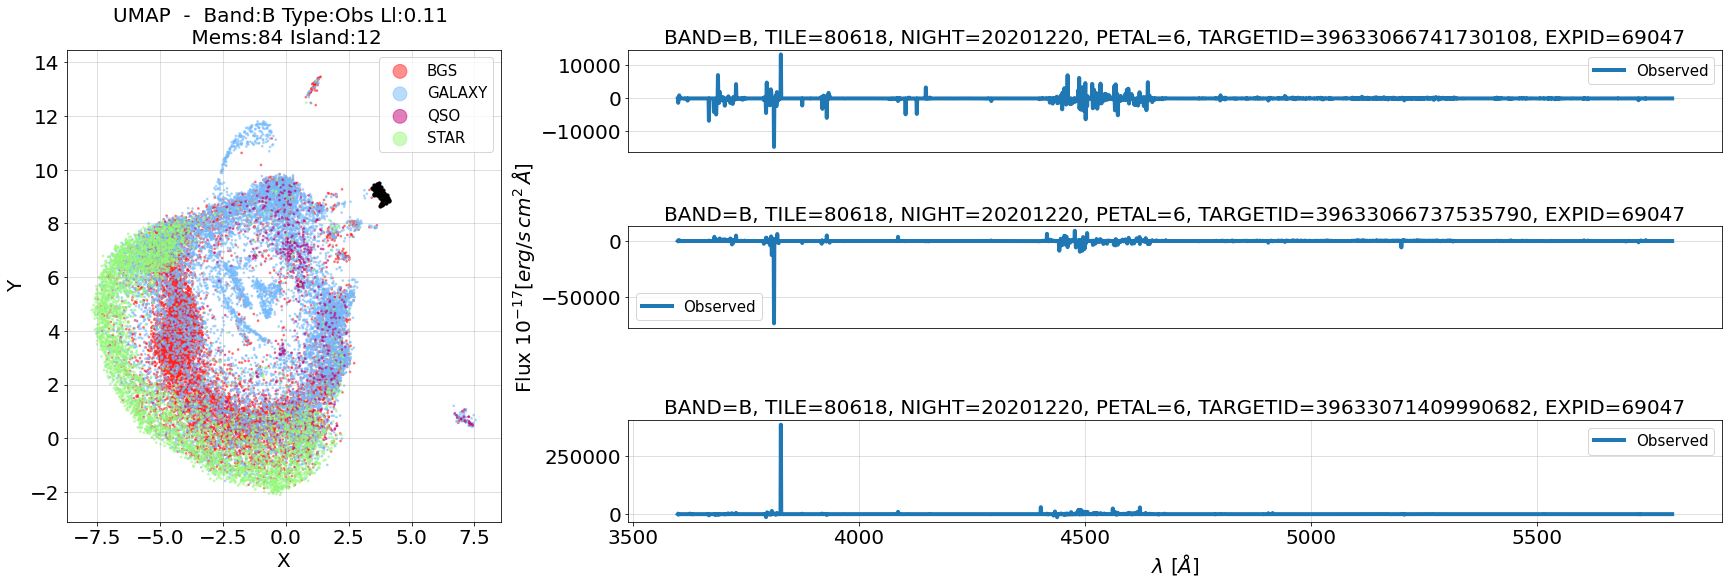 UMAP  -  Band:B Type:Obs Ll:0.11
Mems:84 Island:12
14
12
10
8
6
4
2
0
−2
Y
−7.5
−5.0
−2.5
0.0
2.5
5.0
7.5
X
BGS
GALAXY
QSO
STAR
Flux 10⁻¹⁷[erg/s cm² Å]
BAND=B, TILE=80618, NIGHT=20201220, PETAL=6, TARGETID=39633066741730108, EXPID=69047
10000
0
−10000
Observed
BAND=B, TILE=80618, NIGHT=20201220, PETAL=6, TARGETID=39633066737535790, EXPID=69047
0
−50000
Observed
BAND=B, TILE=80618, NIGHT=20201220, PETAL=6, TARGETID=39633071409990682, EXPID=69047
250000
0
Observed
3500
4000
4500
5000
5500
λ [Å]